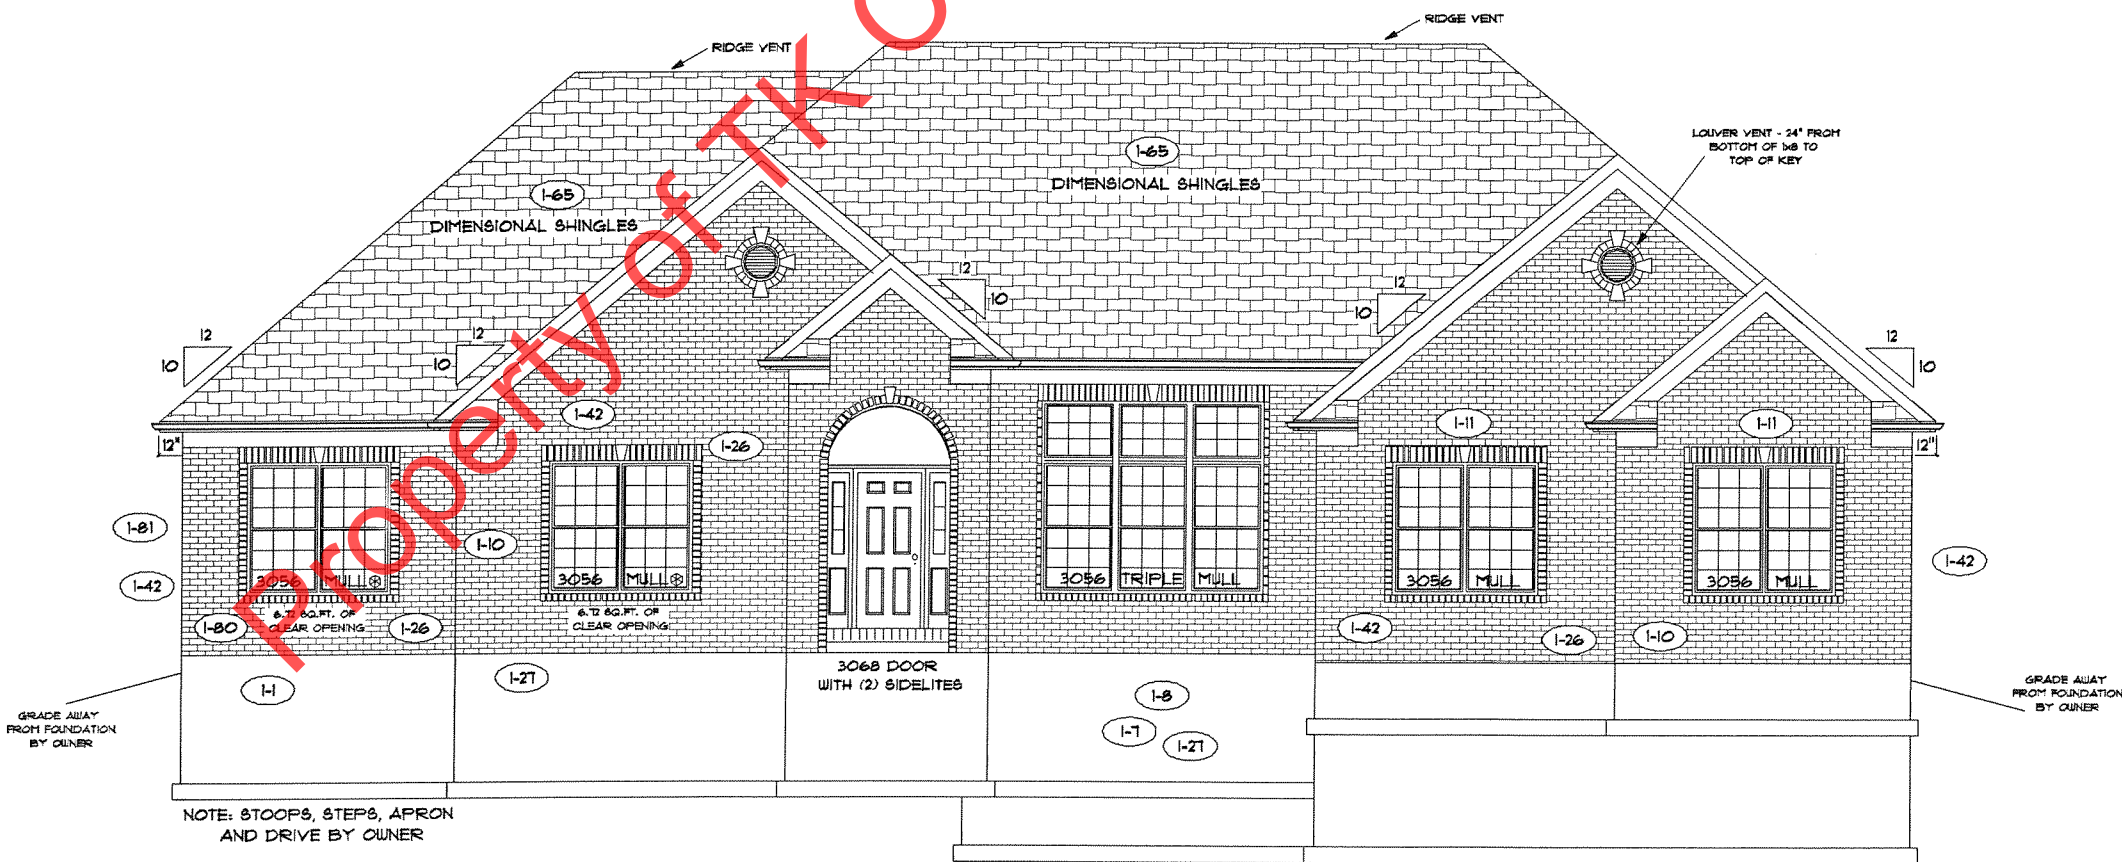 RIDGE VENT
RIDGE VENT
LOUVER VENT - 24" FROM
BOTTOM OF 1x8 TO
TOP OF KEY
1-65
DIMENSIONAL SHINGLES
1-65
DIMENSIONAL SHINGLES
12
10
12
10
12
10
12
10
12
10
12"
12"
1-42
1-26
1-11
1-11
1-81
1-10
1-42
1-42
3056 MULL
3056 MULL
3056 TRIPLE MULL
3056 MULL
3056 MULL
6.72 SQ.FT. OF
CLEAR OPENING
6.72 SQ.FT. OF
CLEAR OPENING
1-80
1-26
1-42
1-26
1-10
3068 DOOR
WITH (2) SIDELITES
1-1
1-27
1-8
1-7
1-27
GRADE AWAY
FROM FOUNDATION
BY OWNER
GRADE AWAY
FROM FOUNDATION
BY OWNER
NOTE: STOOPS, STEPS, APRON
AND DRIVE BY OWNER
Property of TK